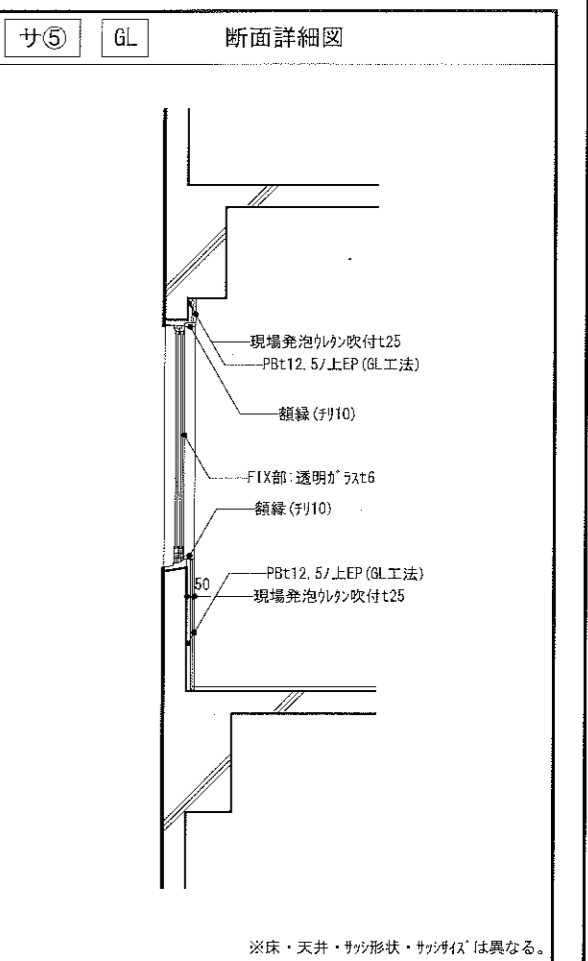 サ⑤ GL 断面詳細図
現場発泡ウレタン吹付t25
PBt12.5ノ上EP(GL工法)
額縁(チリ10)
FIX部:透明ガラスt6
額縁(チリ10)
PBt12.5ノ上EP(GL工法)
50
現場発泡ウレタン吹付t25
※床・天井・サッシ形状・サッシサイズは異なる。